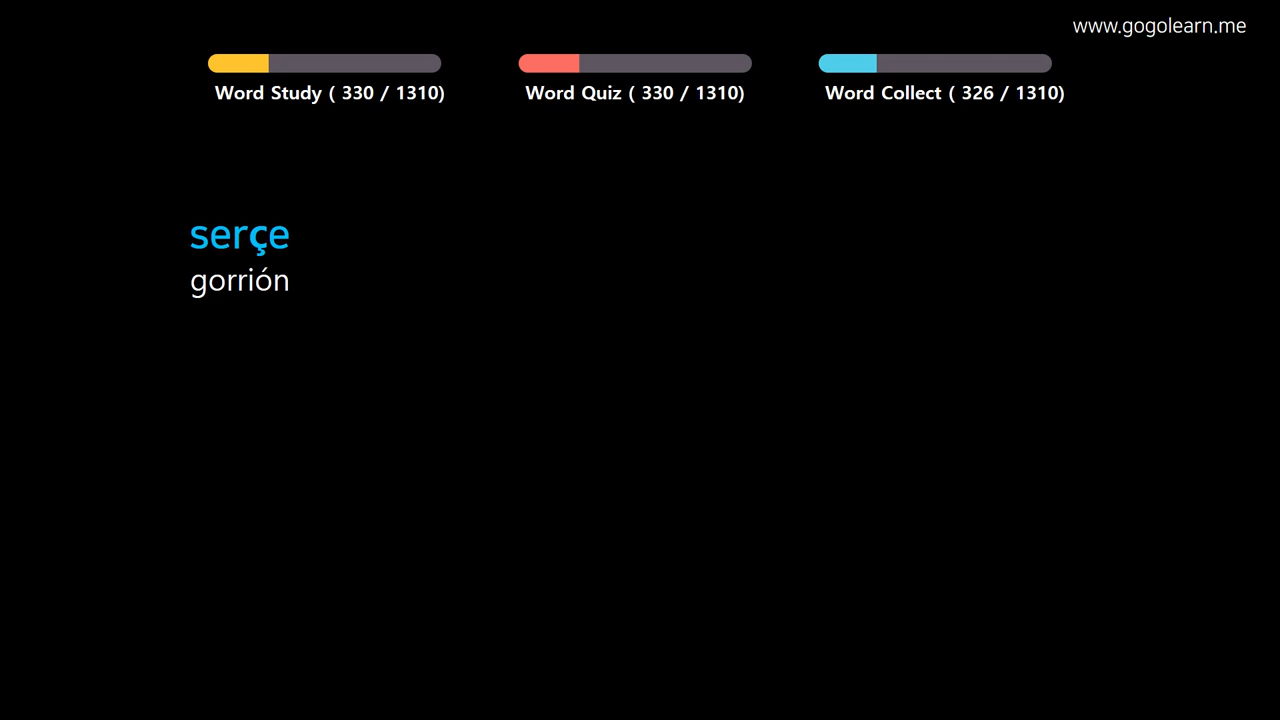 www.gogolearn.me
Word Study ( 330 / 1310)
Word Quiz ( 330 / 1310)
Word Collect ( 326 / 1310)
serçe
gorrión